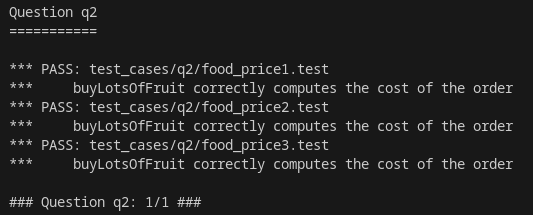 Question q2
===========
*** PASS: test_cases/q2/food_price1.test
***     buyLotsOfFruit correctly computes the cost of the order
*** PASS: test_cases/q2/food_price2.test
***     buyLotsOfFruit correctly computes the cost of the order
*** PASS: test_cases/q2/food_price3.test
***     buyLotsOfFruit correctly computes the cost of the order
### Question q2: 1/1 ###